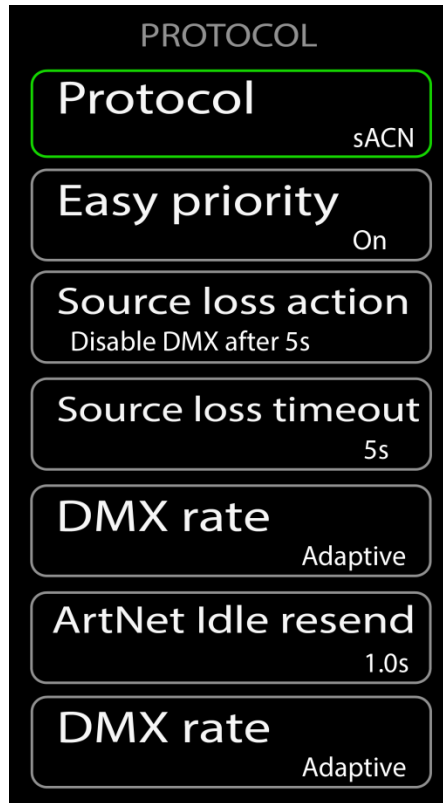 PROTOCOL
Protocol
sACN
Easy priority
On
Source loss action
Disable DMX after 5s
Source loss timeout
5s
DMX rate
Adaptive
ArtNet Idle resend
1.0s
DMX rate
Adaptive